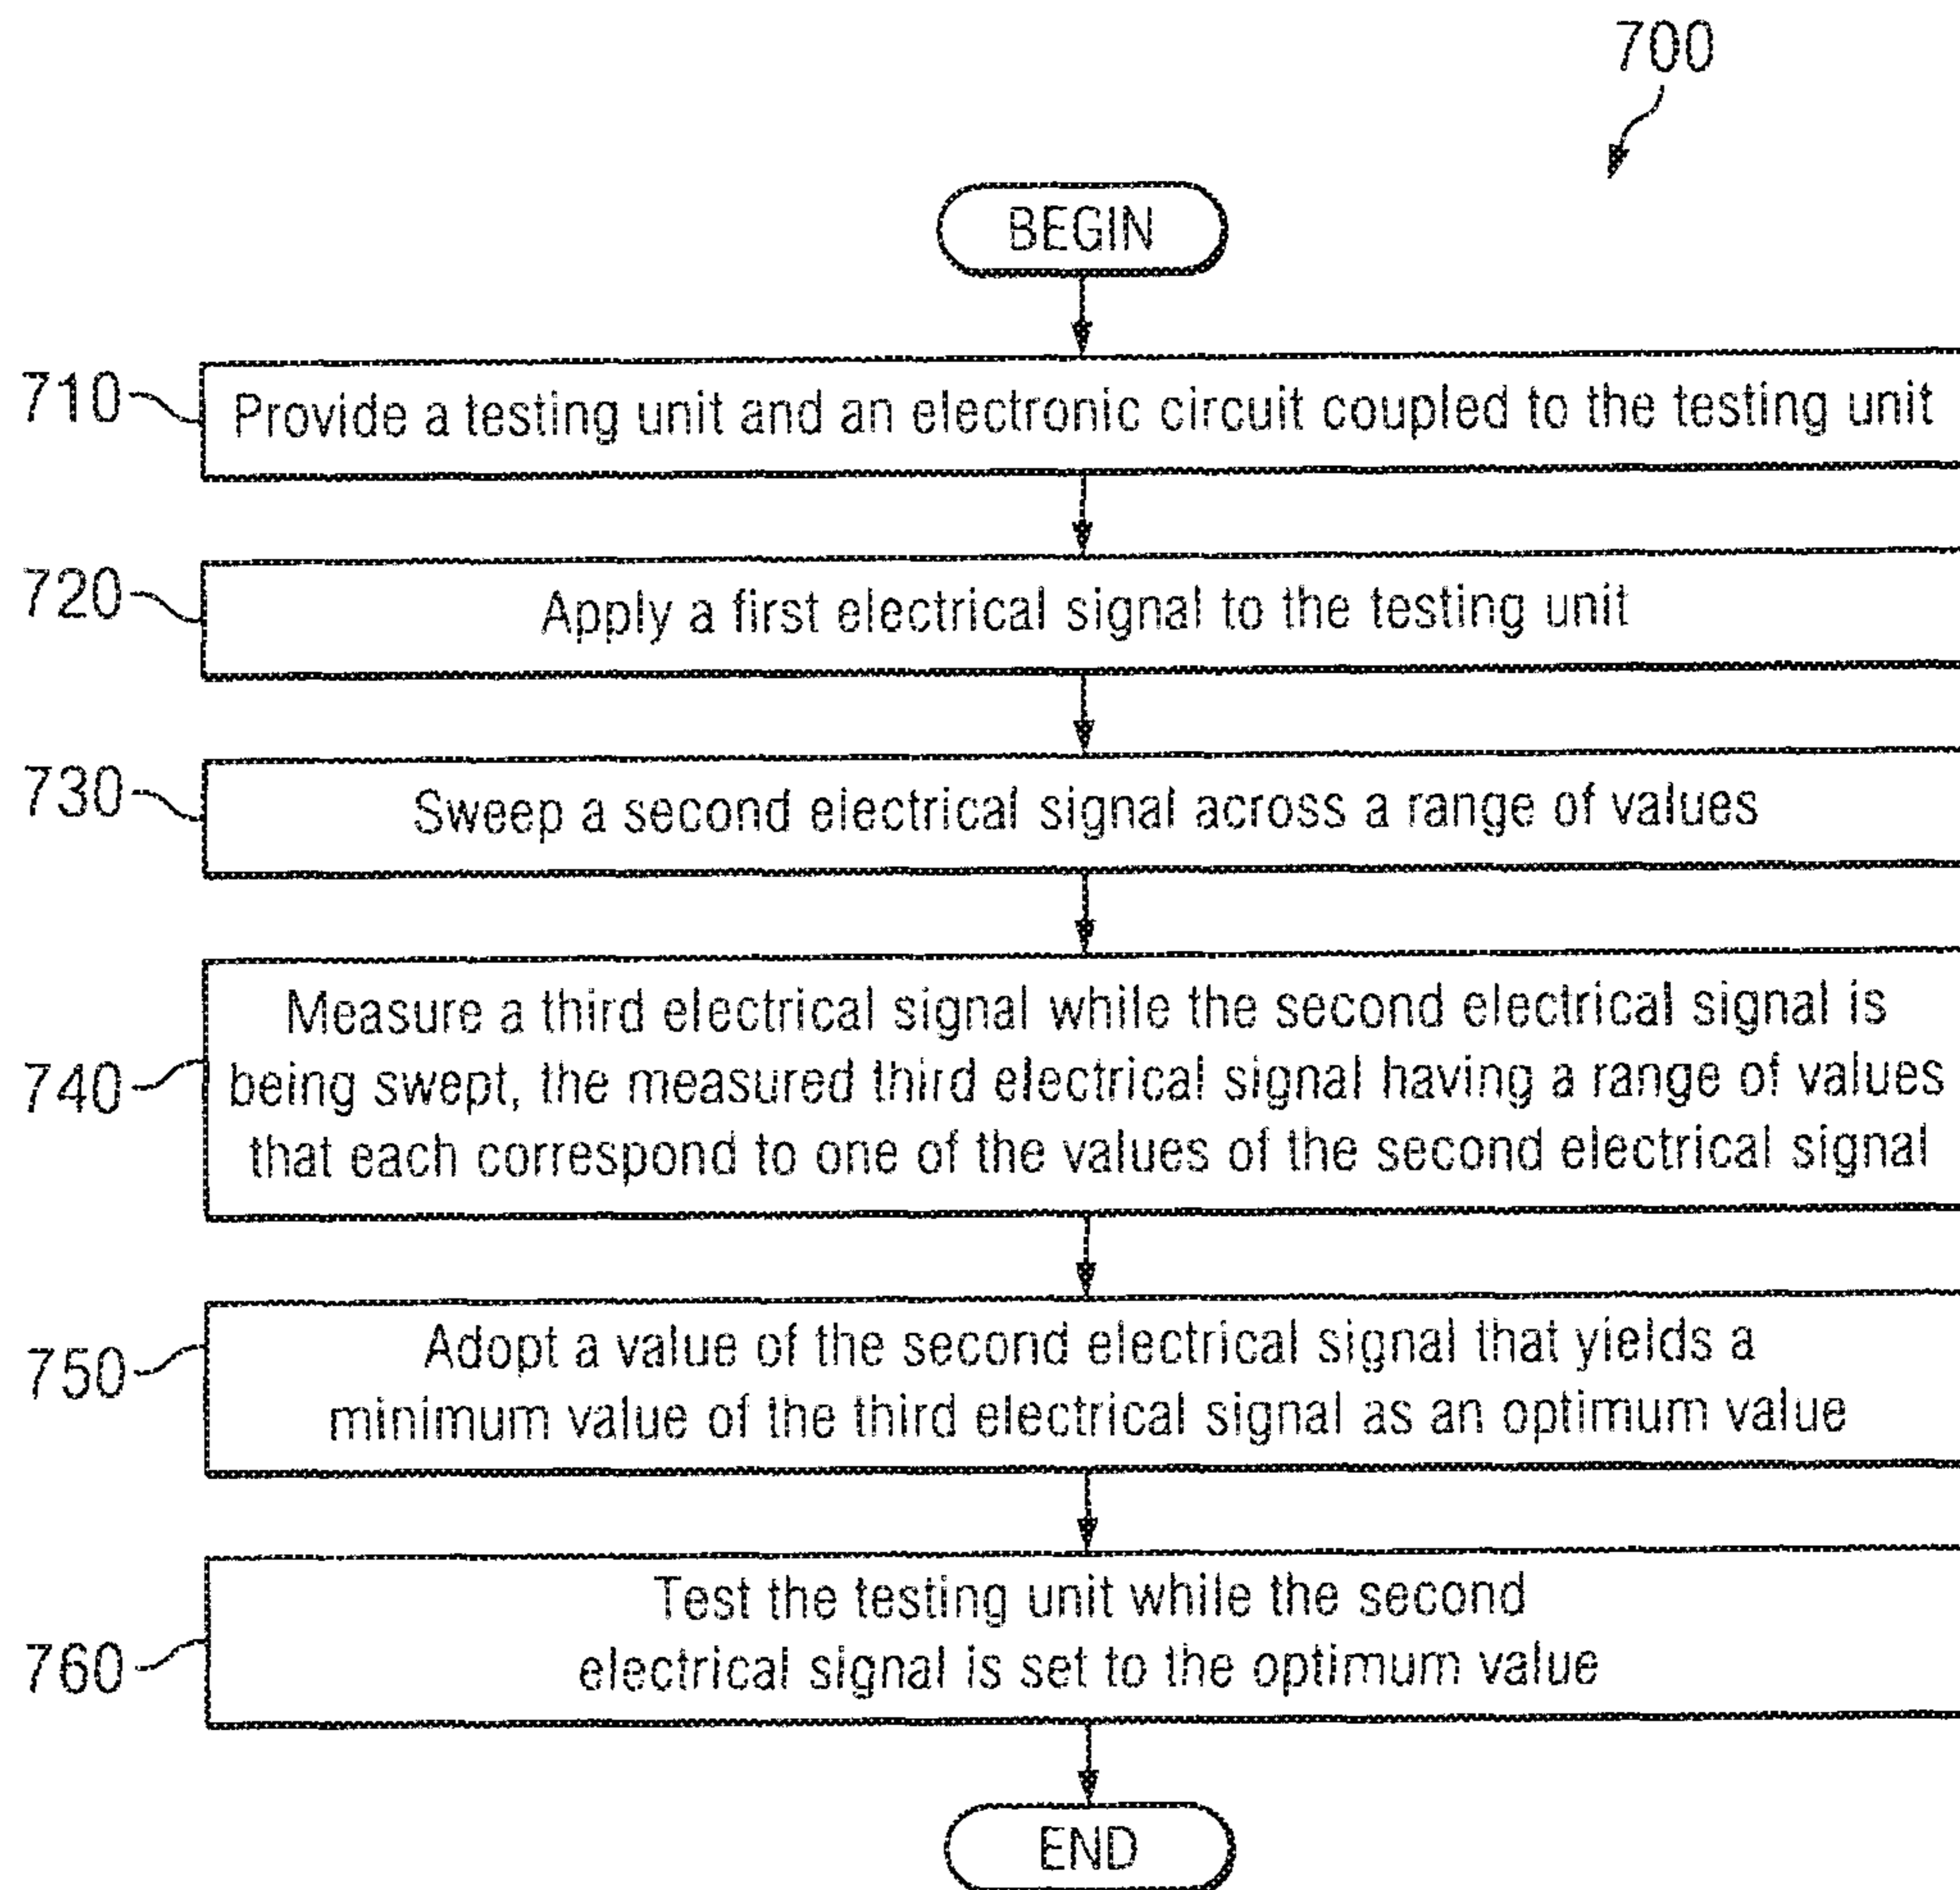 700
BEGIN
710
Provide a testing unit and an electronic circuit coupled to the testing unit
720
Apply a first electrical signal to the testing unit
730
Sweep a second electrical signal across a range of values
740
Measure a third electrical signal while the second electrical signal is
being swept, the measured third electrical signal having a range of values
that each correspond to one of the values of the second electrical signal
750
Adopt a value of the second electrical signal that yields a
minimum value of the third electrical signal as an optimum value
760
Test the testing unit while the second
electrical signal is set to the optimum value
END